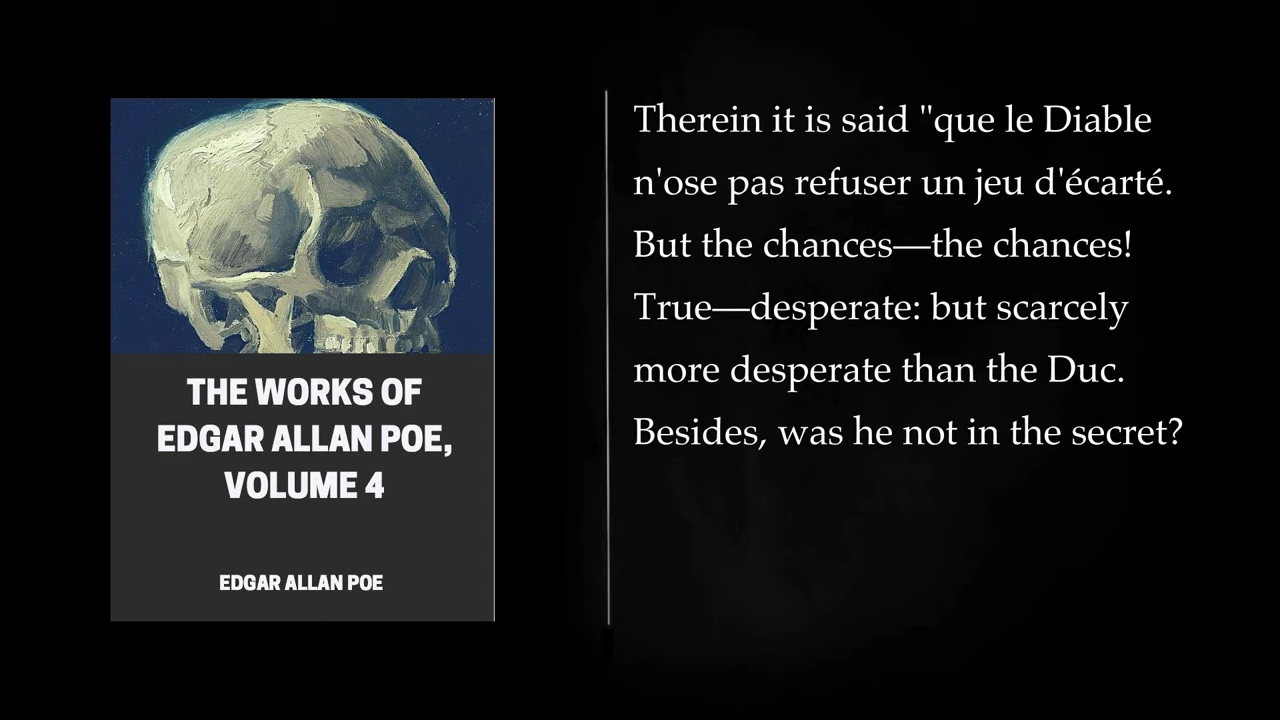 THE WORKS OF
EDGAR ALLAN POE,
VOLUME 4
EDGAR ALLAN POE
Therein it is said "que le Diable
n'ose pas refuser un jeu d'écarté.
But the chances—the chances!
True—desperate: but scarcely
more desperate than the Duc.
Besides, was he not in the secret?